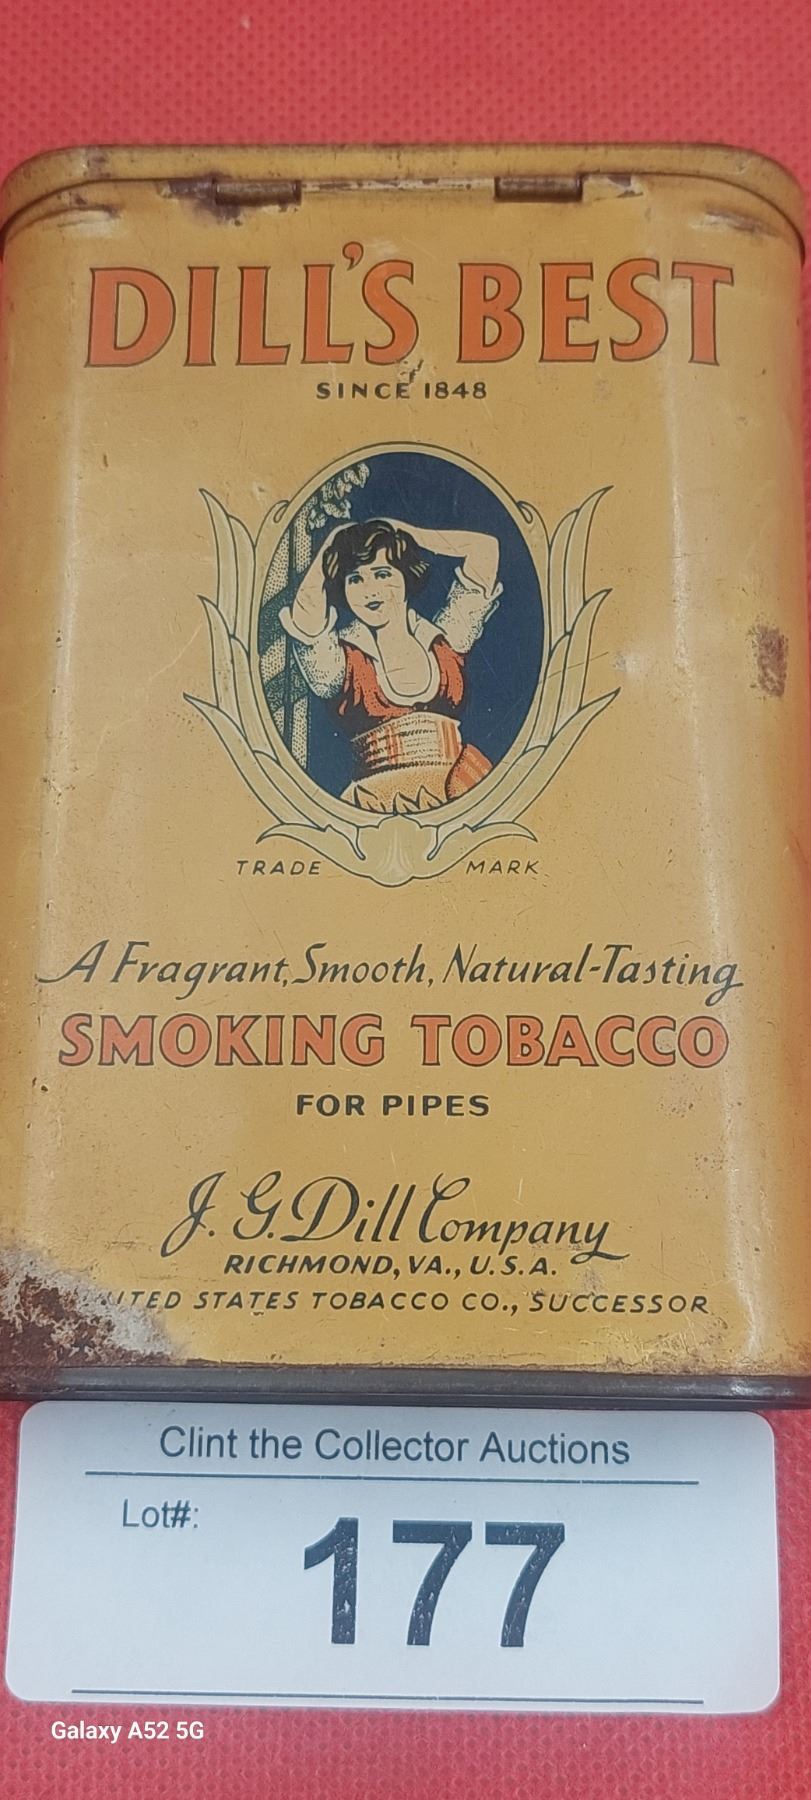 DILL'S BEST
SINCE 1848
TRADE MARK
A Fragrant, Smooth, Natural-Tasting
SMOKING TOBACCO
FOR PIPES
J. G. Dill Company
RICHMOND, VA., U.S.A.
STATES TOBACCO CO., SUCCESSOR
Clint the Collector Auctions
Lot#:
177
Galaxy A52 5G